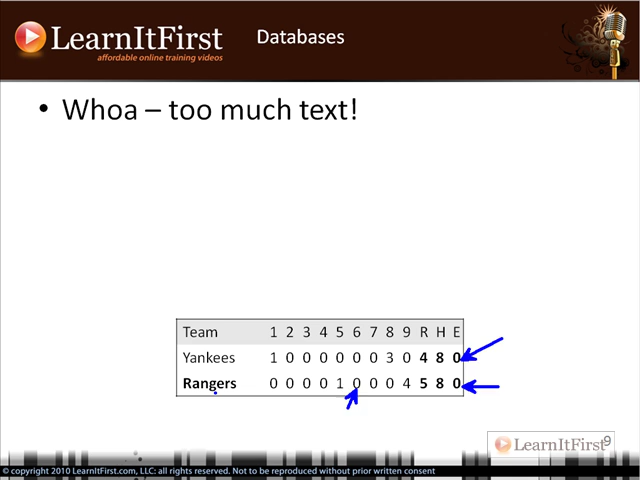 LearnItFirst
affordable online training videos
Databases
• Whoa – too much text!
Team 1 2 3 4 5 6 7 8 9 R H E
Yankees 1 0 0 0 0 0 0 3 0 4 8 0
Rangers 0 0 0 0 1 0 0 0 4 5 8 0
LearnItFirst
9
© copyright 2010 LearnItFirst.com, LLC: all rights reserved. Not to be reproduced without prior written consent